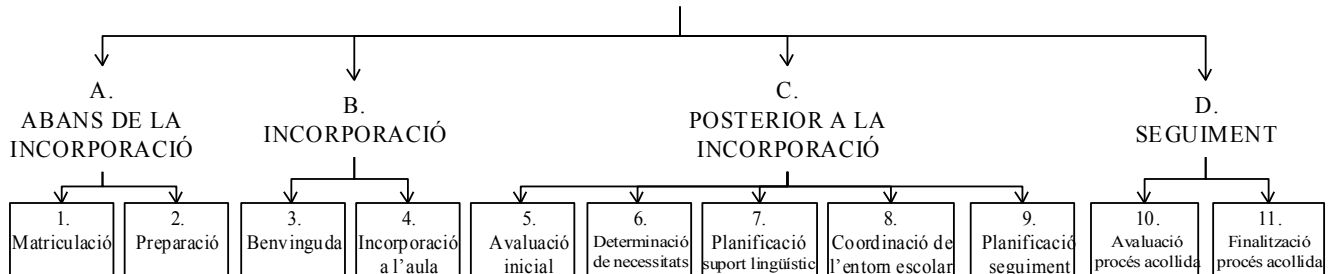 A.
ABANS DE LA
INCORPORACIÓ
B.
INCORPORACIÓ
C.
POSTERIOR A LA
INCORPORACIÓ
D.
SEGUIMENT
1.
Matriculació
2.
Preparació
3.
Benvinguda
4.
Incorporació
a l’aula
5.
Avaluació
inicial
6.
Determinació
de necessitats
7.
Planificació
suport lingüístic
8.
Coordinació de
l’entorn escolar
9.
Planificació
seguiment
10.
Avaluació
procés acollida
11.
Finalització
procés acollida